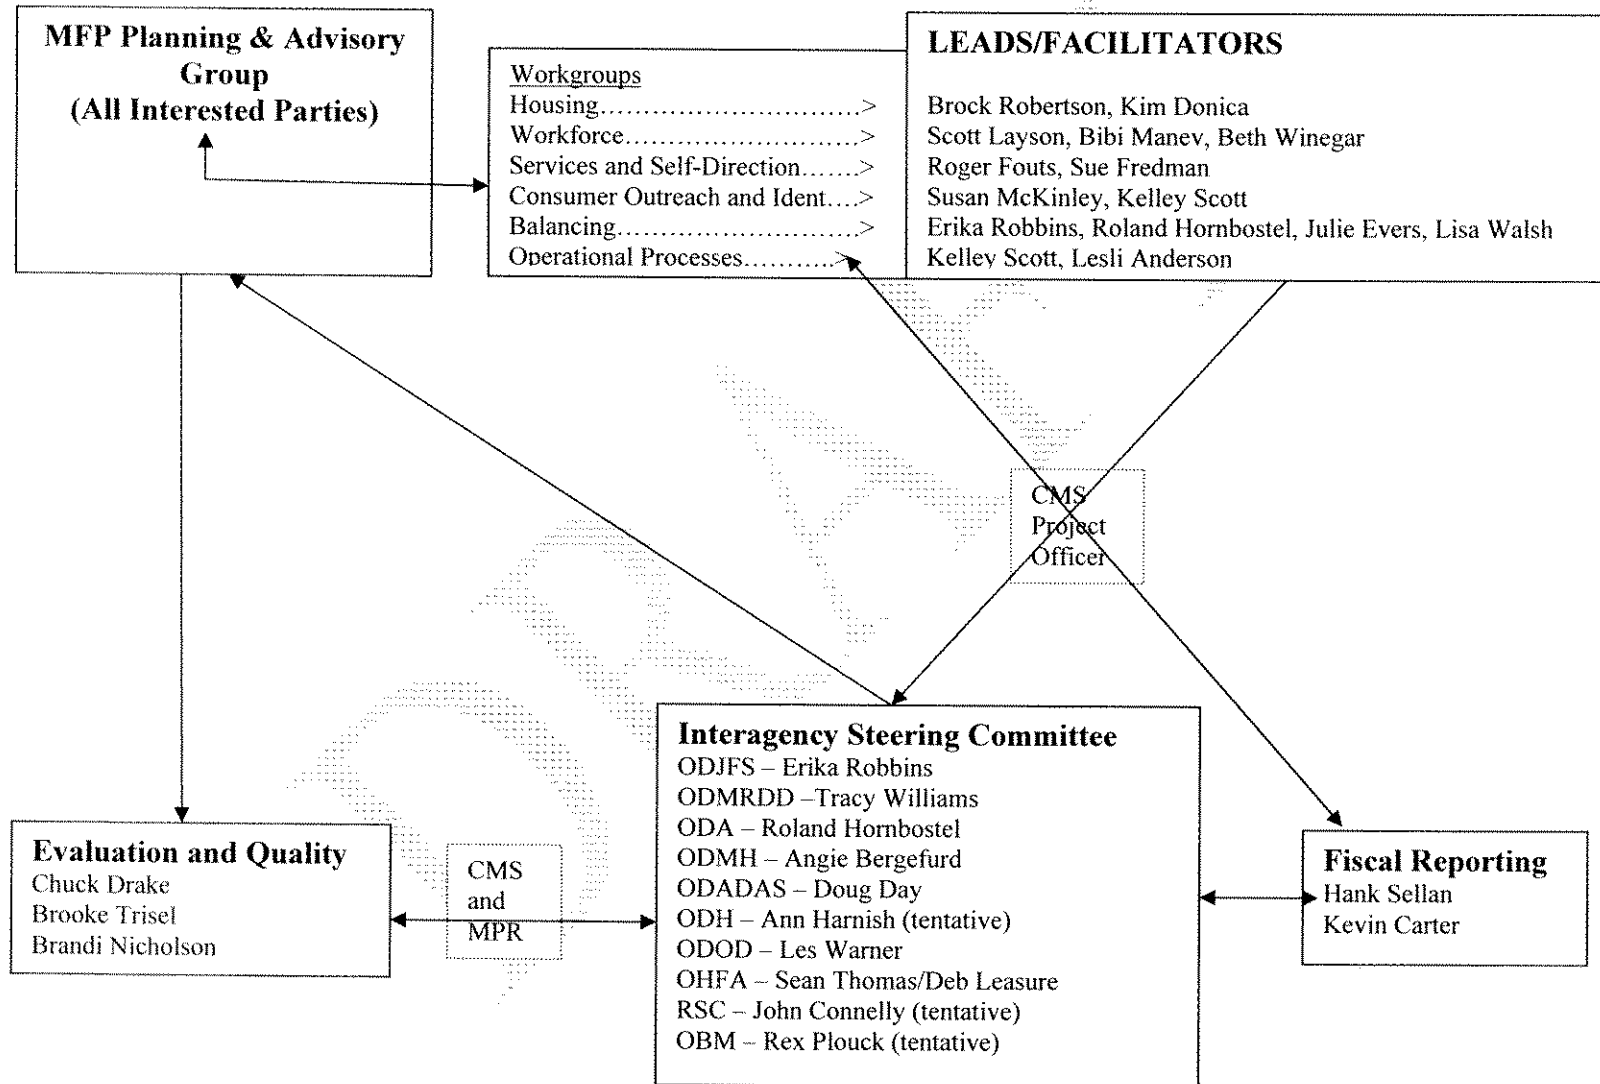 MFP Planning & Advisory
Group
(All Interested Parties)
Workgroups
Housing..................................>
Workforce..............................>
Services and Self-Direction.......>
Consumer Outreach and Ident....>
Balancing.................................>
Operational Processes............>
LEADS/FACILITATORS
Brock Robertson, Kim Donica
Scott Layson, Bibi Manev, Beth Winegar
Roger Fouts, Sue Fredman
Susan McKinley, Kelley Scott
Erika Robbins, Roland Hornbostel, Julie Evers, Lisa Walsh
Kelley Scott, Lesli Anderson
CMS
Project
Officer
Interagency Steering Committee
ODJFS – Erika Robbins
ODMRDD –Tracy Williams
ODA – Roland Hornbostel
ODMH – Angie Bergefurd
ODADAS – Doug Day
ODH – Ann Harnish (tentative)
ODOD – Les Warner
OHFA – Sean Thomas/Deb Leasure
RSC – John Connelly (tentative)
OBM – Rex Plouck (tentative)
Evaluation and Quality
Chuck Drake
Brooke Trisel
Brandi Nicholson
CMS
and
MPR
Fiscal Reporting
Hank Sellan
Kevin Carter
DRAFT